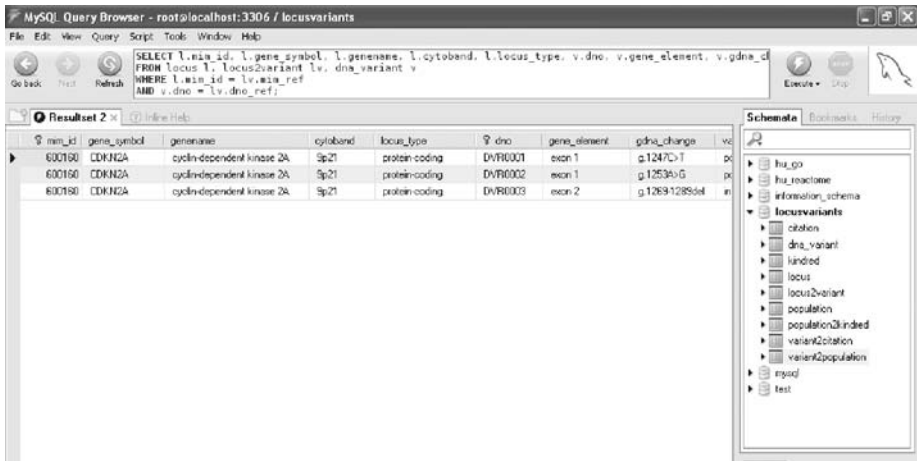 MySQL Query Browser - root@localhost:3306 / locusvariants
File Edit View Query Script Tools Window Help
SELECT l.mim_id, l.gene_symbol, l.genename, l.cytoband, l.locus_type, v.dno, v.gene_element, v.gdna_cl
FROM locus l, locus2variant lv, dna_variant v
WHERE l.mim_id = lv.mim_ref
AND v.dno = lv.dno_ref;
Go back Next Refresh Execute Stop
Resultset 2 Inline Help
Schemata Bookmarks History
mim_id gene_symbol genename cytoband locus_type dno gene_element gdna_change va
600160 CDKN2A cyclin-dependent kinase 2A 9p21 protein-coding DVR0001 exon 1 g.1247C>T po
600160 CDKN2A cyclin-dependent kinase 2A 9p21 protein-coding DVR0002 exon 1 g.1253A>G po
600160 CDKN2A cyclin-dependent kinase 2A 9p21 protein-coding DVR0003 exon 2 g.1269-1289del in
hu_go
hu_reactome
information_schema
locusvariants
citation
dna_variant
kindred
locus
locus2variant
population
population2kindred
variant2citation
variant2population
mysql
test